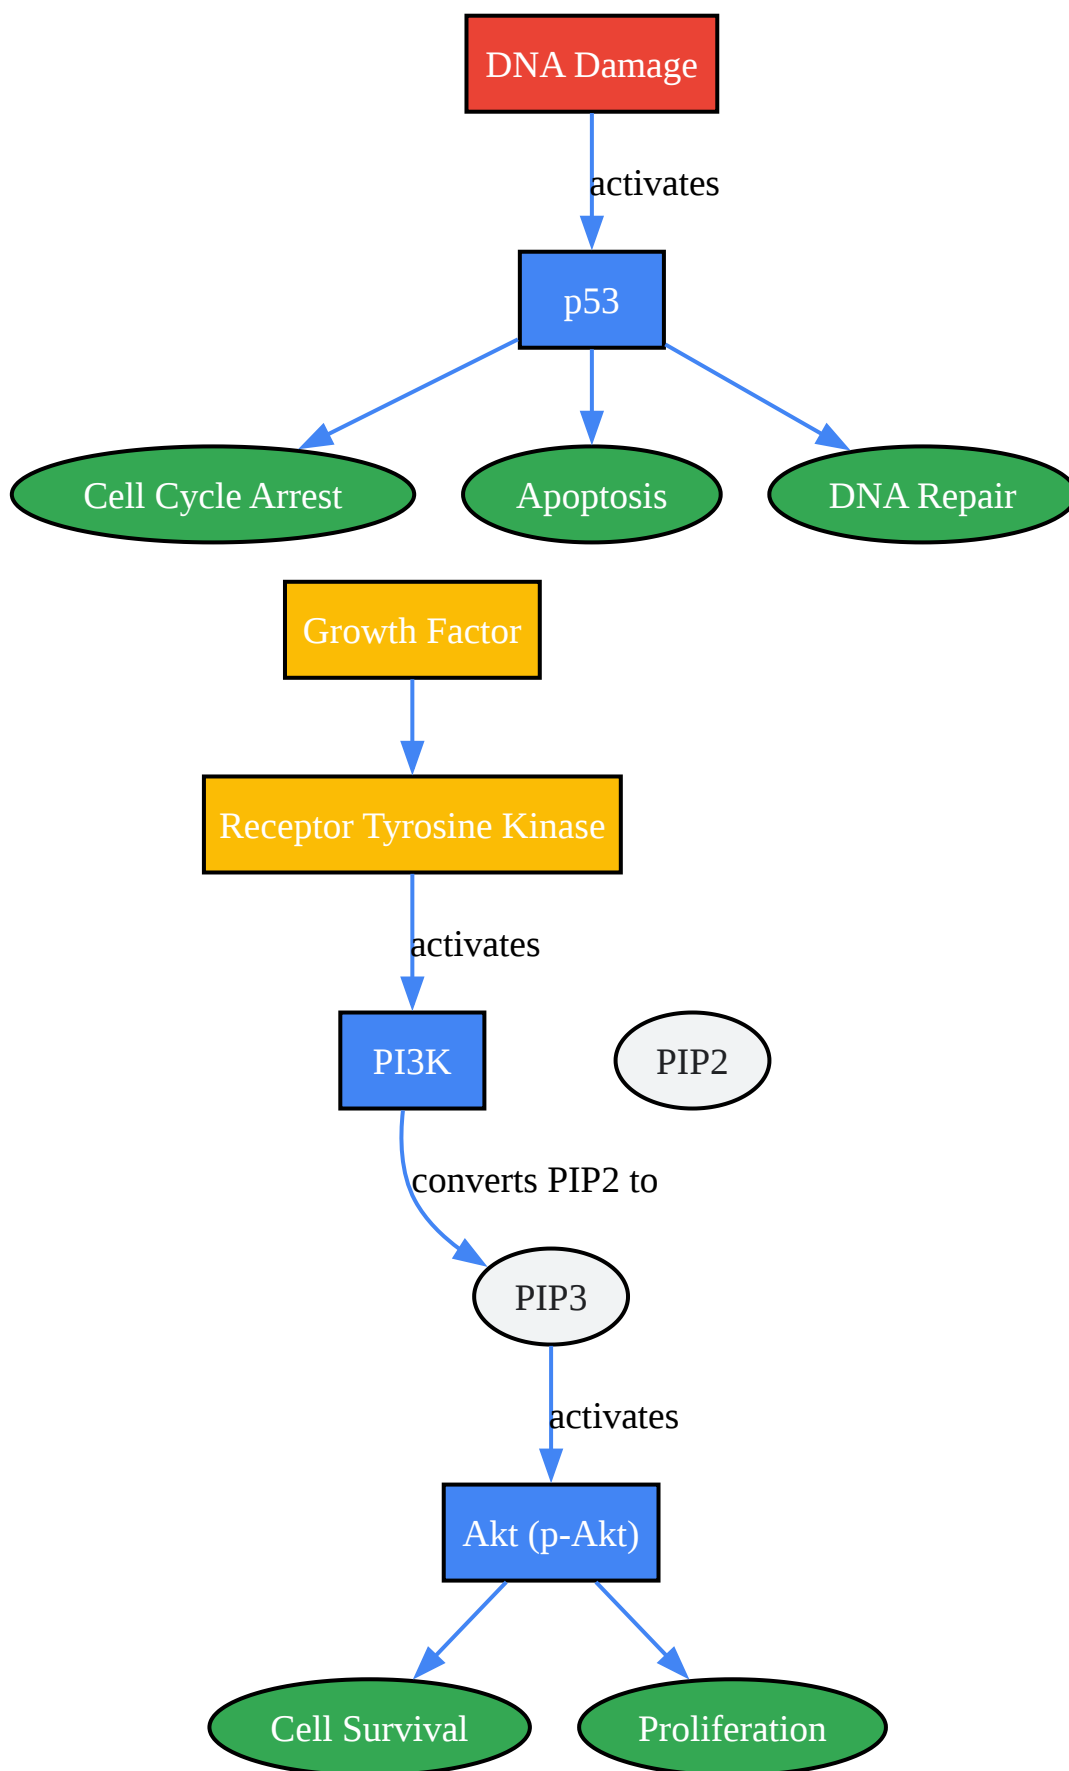 DNA Damage
activates
p53
Cell Cycle Arrest
Apoptosis
DNA Repair
Growth Factor
Receptor Tyrosine Kinase
activates
PI3K
PIP2
converts PIP2 to
PIP3
activates
Akt (p-Akt)
Cell Survival
Proliferation